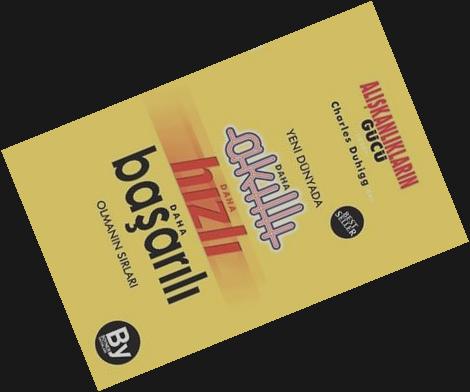 ALIŞKANLIKLARIN
GÜCÜ
Charles Duhigg
BEST
SELLER
YENİ DÜNYADA
DAHA
akıllı
DAHA
hızlı
DAHA
başarılı
OLMANIN SIRLARI
By